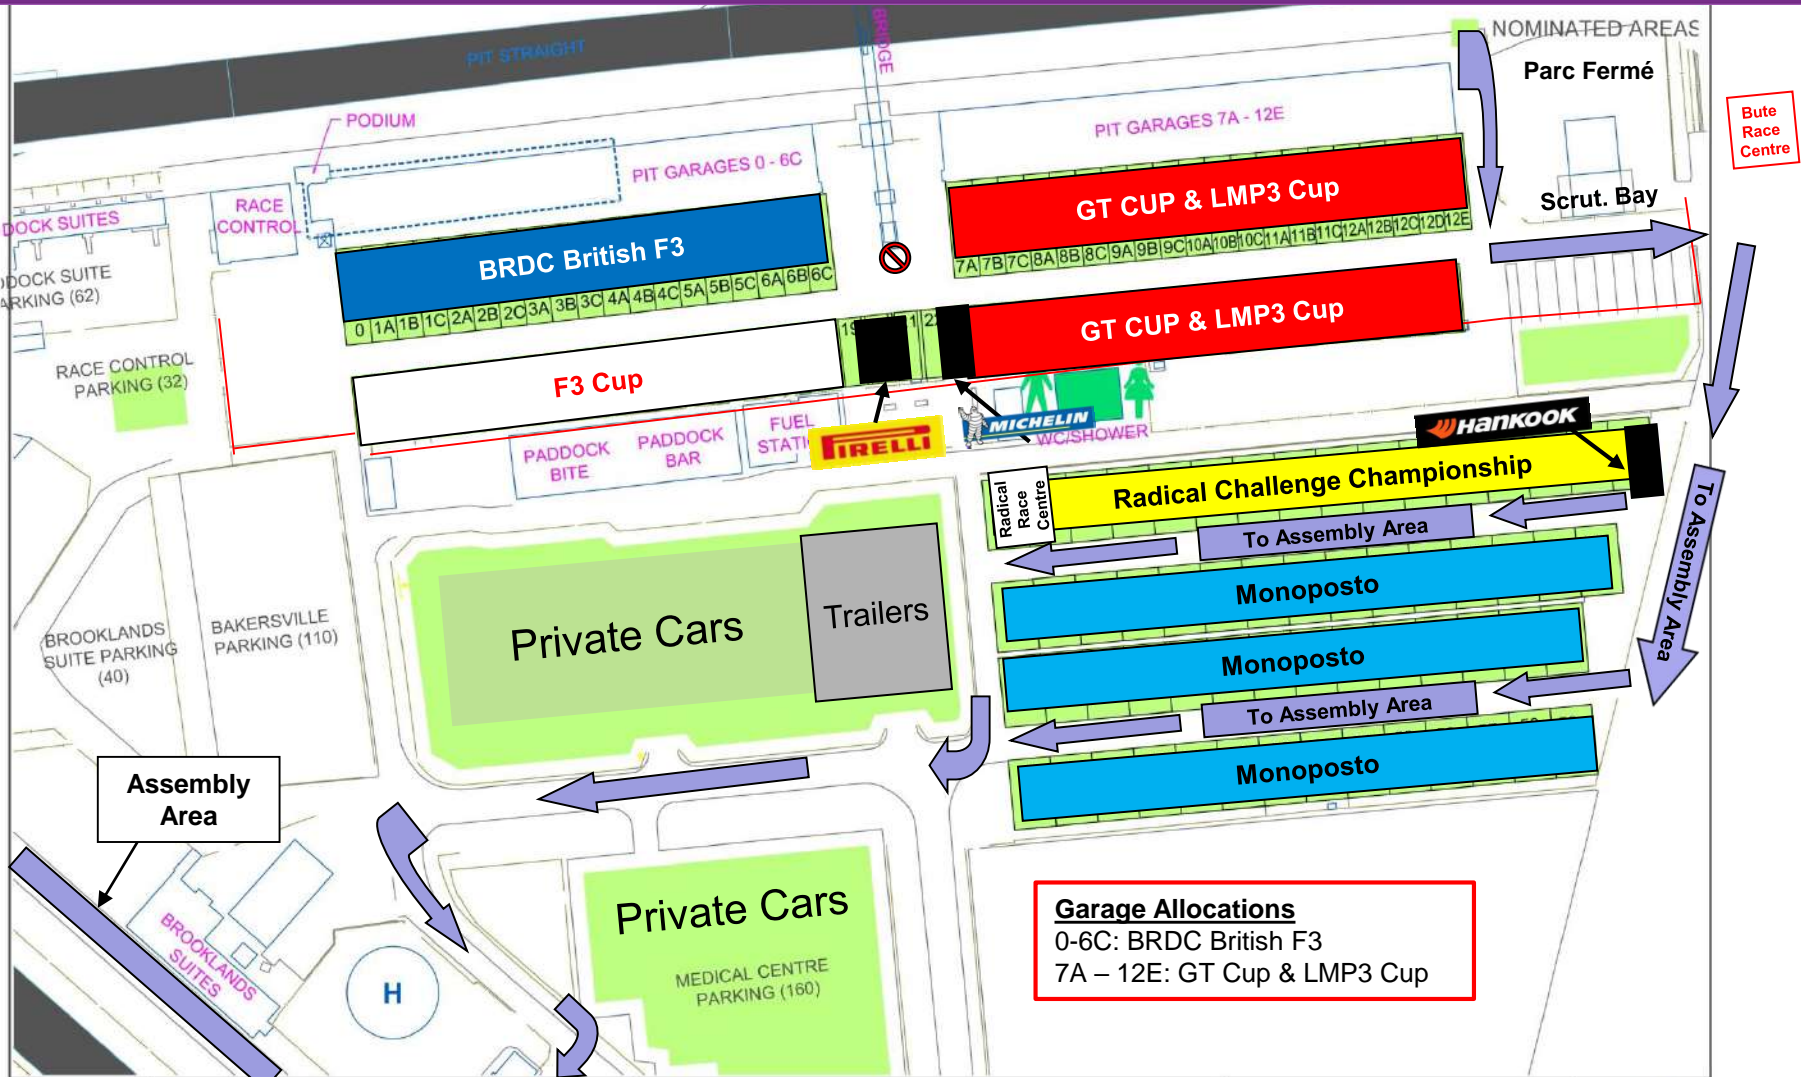 PIT STRAIGHT
BRIDGE
NOMINATED AREAS
Parc Fermé
Bute
Race
Centre
PODIUM
PIT GARAGES 7A - 12E
PIT GARAGES 0 - 6C
RACE
CONTROL
DOCK SUITES
DDOCK SUITE
ARKING (62)
GT CUP & LMP3 Cup
Scrut. Bay
BRDC British F3
7A 7B 7C 8A 8B 8C 9A 9B 9C 10A 10B 10C 11A 11B 11C 12A 12B 12C 12D 12E
0 1A 1B 1C 2A 2B 2C 3A 3B 3C 4A 4B 4C 5A 5B 5C 6A 6B 6C
GT CUP & LMP3 Cup
RACE CONTROL
PARKING (32)
F3 Cup
PADDOCK
BITE
PADDOCK
BAR
FUEL
PIRELLI
MICHELIN
WC/SHOWER
HANKOOK
Radical
Race
Centre
Radical Challenge Championship
To Assembly Area
To Assembly Area
Monoposto
Monoposto
To Assembly Area
Monoposto
Private Cars
Trailers
BROOKLANDS
SUITE PARKING
(40)
BAKERSVILLE
PARKING (110)
Assembly
Area
BROOKLANDS
SUITES
H
Private Cars
MEDICAL CENTRE
PARKING (160)
Garage Allocations
0-6C: BRDC British F3
7A – 12E: GT Cup & LMP3 Cup